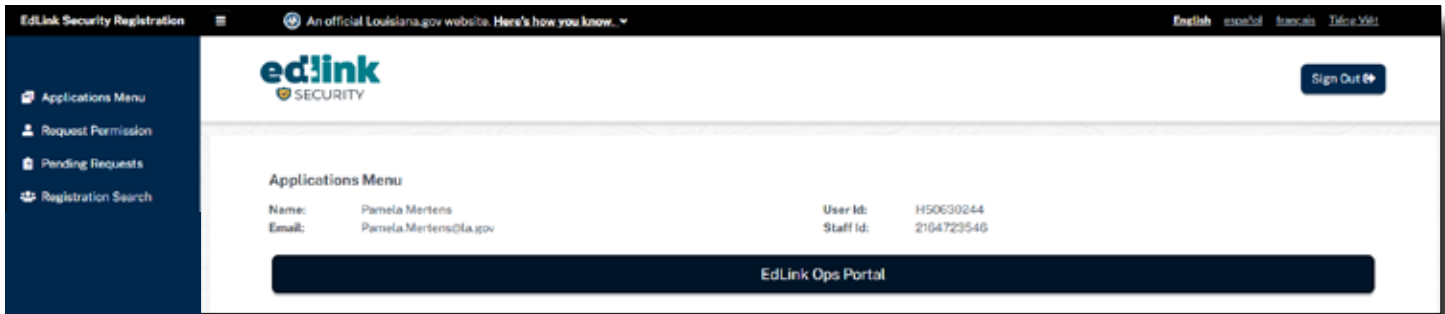 EdLink Security Registration
An official Louisiana.gov website. Here's how you know.
English español français Tiếng Việt
edlink
SECURITY
Sign Out
Applications Menu
Request Permission
Pending Requests
Registration Search
Applications Menu
Name: Pamela Mertens User Id: H50630244
Email: Pamela.Mertens@la.gov Staff Id: 2164723546
EdLink Ops Portal